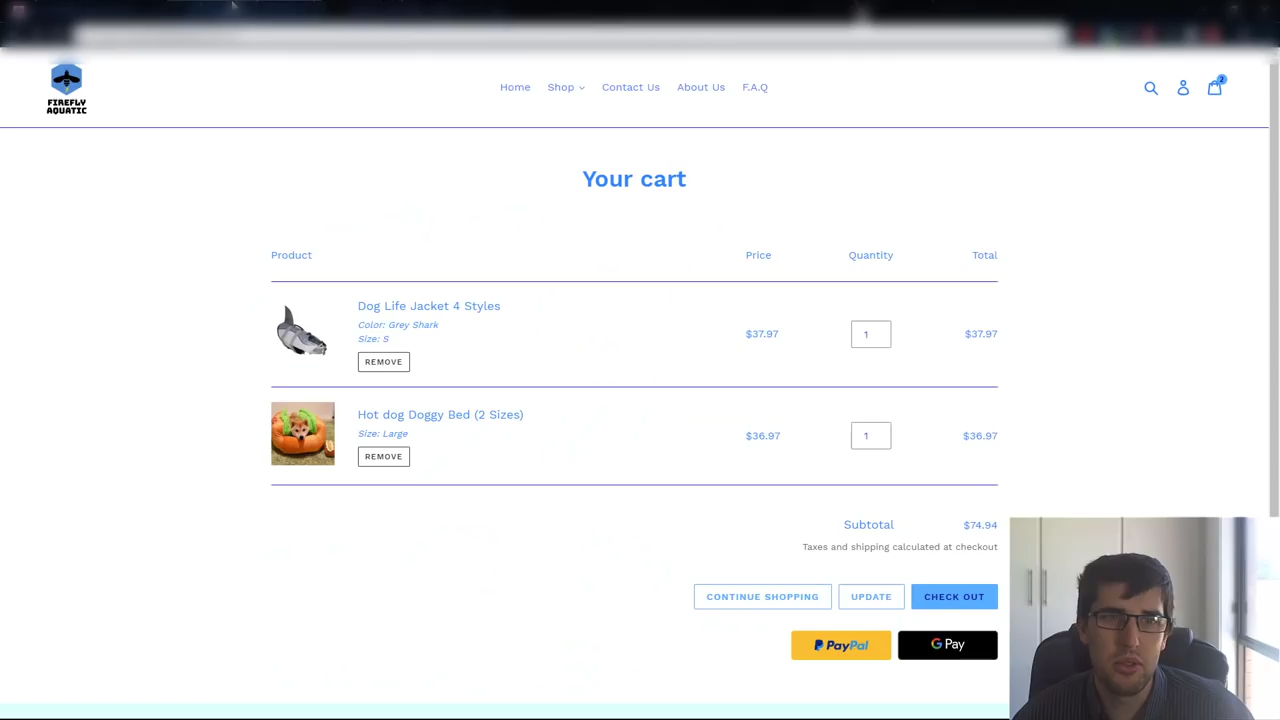 FIREFLY
AQUATIC
Home Shop Contact Us About Us F.A.Q
2
Your cart
Product Price Quantity Total
Dog Life Jacket 4 Styles
Color: Grey Shark
Size: S
REMOVE
$37.97 1 $37.97
Hot dog Doggy Bed (2 Sizes)
Size: Large
REMOVE
$36.97 1 $36.97
Subtotal $74.94
Taxes and shipping calculated at checkout
CONTINUE SHOPPING UPDATE CHECK OUT
PayPal G Pay